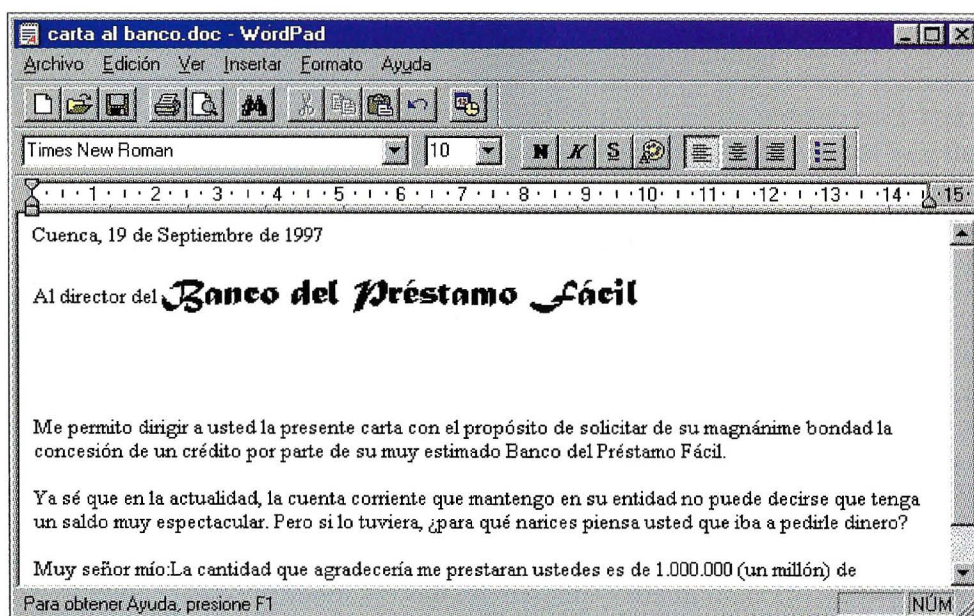 carta al banco.doc - WordPad
Archivo Edición Ver Insertar Formato Ayuda
Times New Roman 10 N K S
1 2 3 4 5 6 7 8 9 10 11 12 13 14 15
Cuenca, 19 de Septiembre de 1997
Al director del Banco del Préstamo Fácil
Me permito dirigir a usted la presente carta con el propósito de solicitar de su magnánime bondad la
concesión de un crédito por parte de su muy estimado Banco del Préstamo Fácil.
Ya sé que en la actualidad, la cuenta corriente que mantengo en su entidad no puede decirse que tenga
un saldo muy espectacular. Pero si lo tuviera, ¿para qué narices piensa usted que iba a pedirle dinero?
Muy señor mío:La cantidad que agradecería me prestaran ustedes es de 1.000.000 (un millón) de
Para obtener Ayuda, presione F1 NÚM